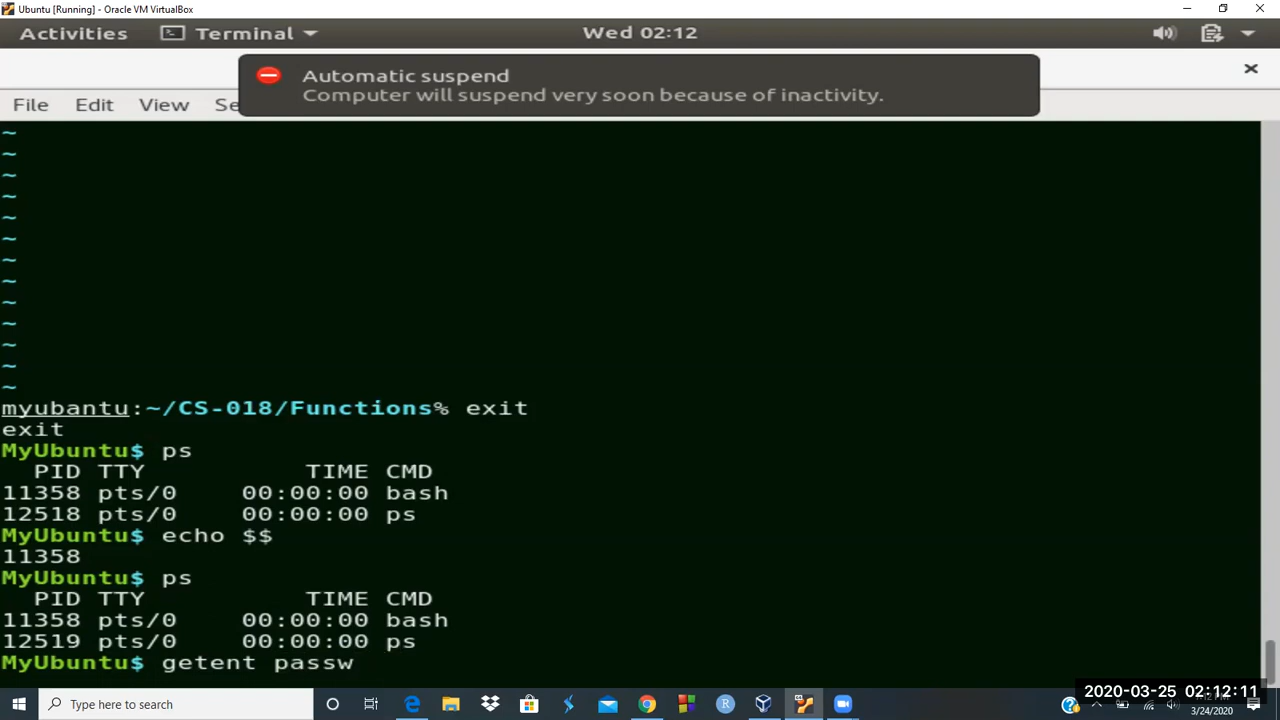 Ubuntu [Running] - Oracle VM VirtualBox
Activities Terminal Wed 02:12
Automatic suspend
Computer will suspend very soon because of inactivity.
File Edit View Se
~
~
~
~
~
~
~
~
~
~
~
~
~
myubantu:~/CS-018/Functions% exit
exit
MyUbuntu$ ps
PID TTY TIME CMD
11358 pts/0 00:00:00 bash
12518 pts/0 00:00:00 ps
MyUbuntu$ echo $$
11358
MyUbuntu$ ps
PID TTY TIME CMD
11358 pts/0 00:00:00 bash
12519 pts/0 00:00:00 ps
MyUbuntu$ getent passw
Type here to search
2020-03-25 02:12:11
3/24/2020